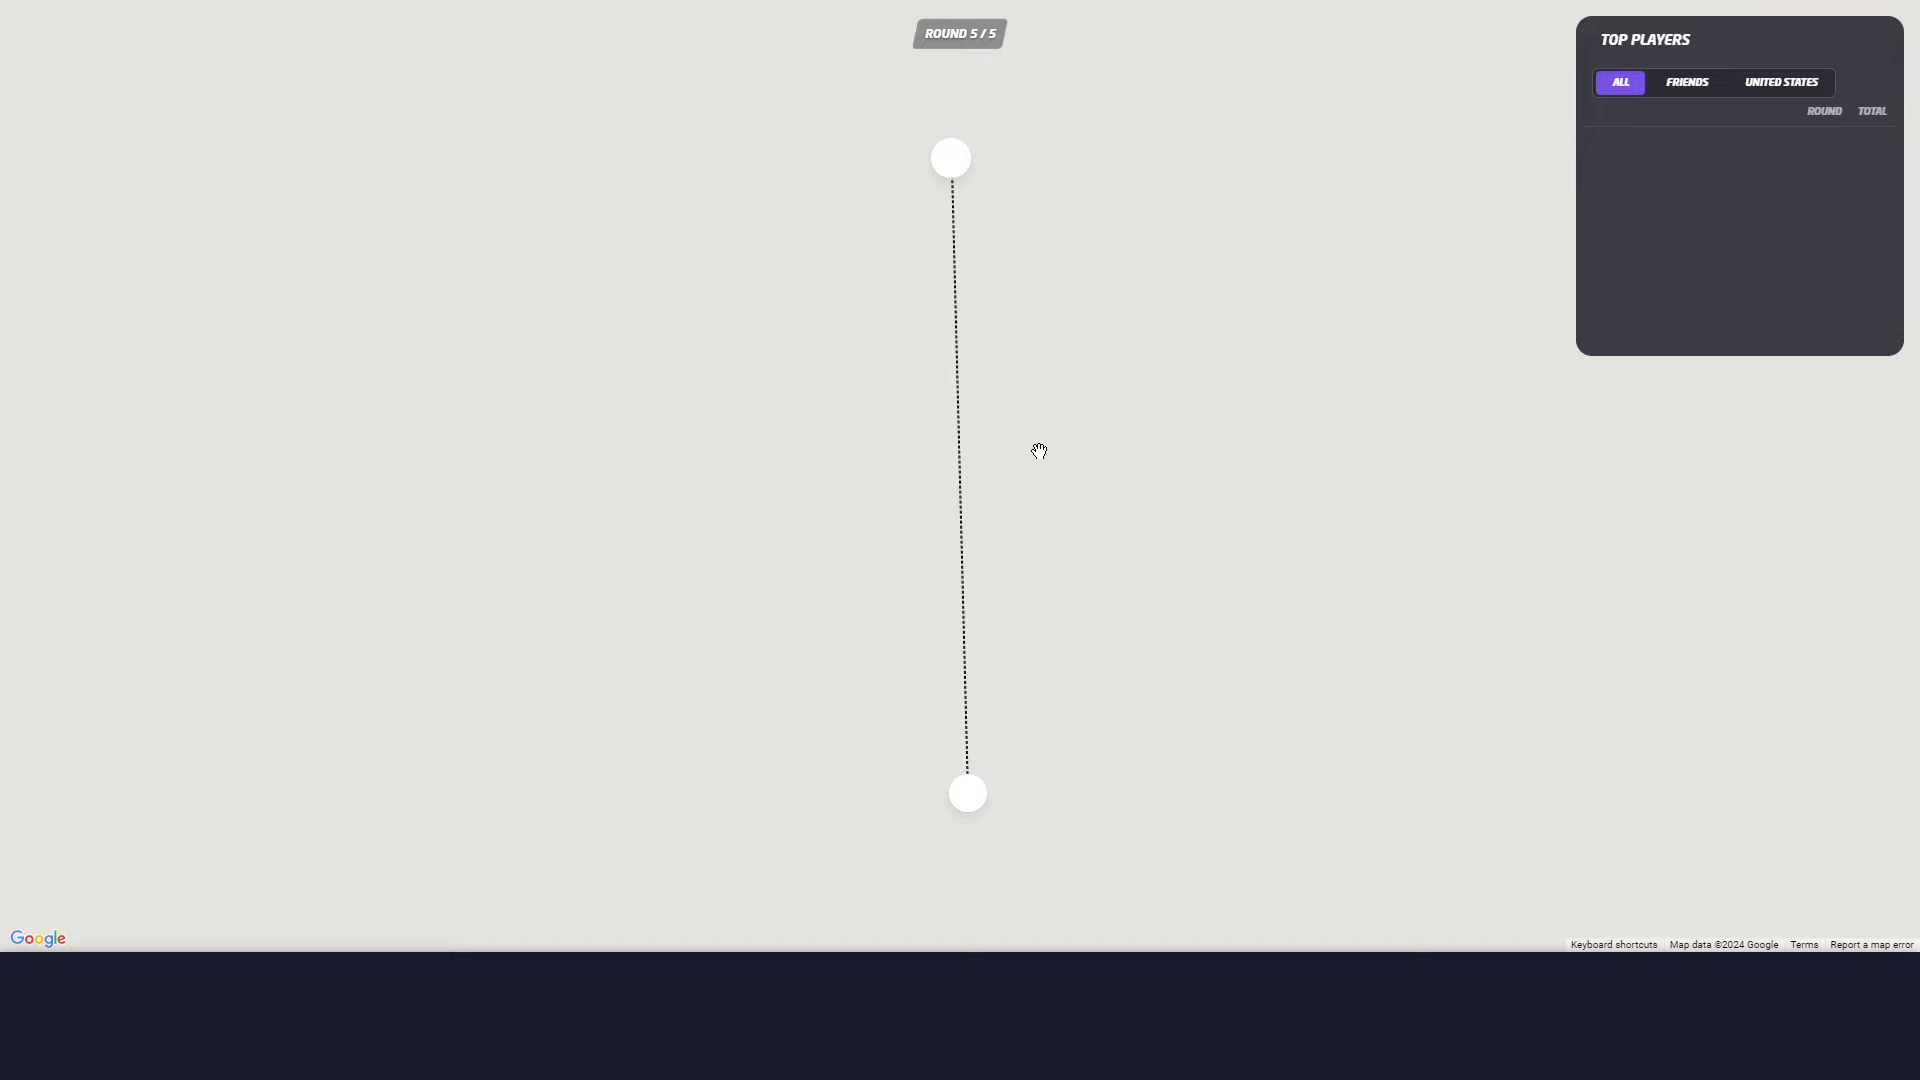 ROUND 5 / 5
TOP PLAYERS
ALL FRIENDS UNITED STATES
ROUND TOTAL
Google
Keyboard shortcuts Map data ©2024 Google Terms Report a map error